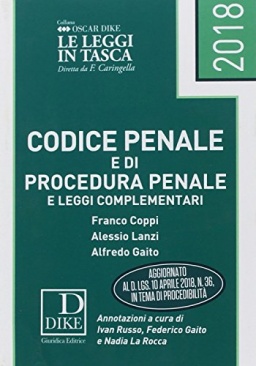 Collana
OSCAR DIKE
LE LEGGI
IN TASCA
Diretta da F. Caringella
2018
CODICE PENALE
E DI
PROCEDURA PENALE
E LEGGI COMPLEMENTARI
Franco Coppi
Alessio Lanzi
Alfredo Gaito
AGGIORNATO
AL D. LGS. 10 APRILE 2018, N. 36,
IN TEMA DI PROCEDIBILITÀ
D
DIKE
Giuridica Editrice
Annotazioni a cura di
Ivan Russo, Federico Gaito
e Nadia La Rocca